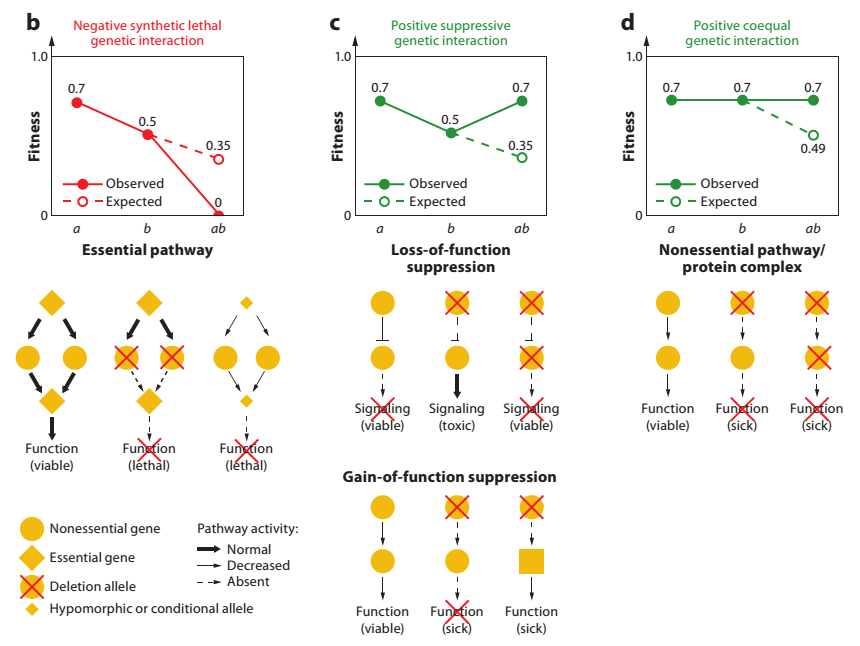 b
Negative synthetic lethal
genetic interaction
1.0
Fitness
0.7
0.5
0.35
0
Observed
Expected
0
a
b
ab
Essential pathway
Function
(viable)
Function
(lethal)
Function
(lethal)
Nonessential gene
Essential gene
Deletion allele
Hypomorphic or conditional allele
Pathway activity:
Normal
Decreased
Absent
c
Positive suppressive
genetic interaction
1.0
Fitness
0.7
0.5
0.7
0.35
Observed
Expected
0
a
b
ab
Loss-of-function
suppression
Signaling
(viable)
Signaling
(toxic)
Signaling
(viable)
Gain-of-function suppression
Function
(viable)
Function
(sick)
Function
(sick)
d
Positive coequal
genetic interaction
1.0
Fitness
0.7
0.7
0.7
0.49
Observed
Expected
0
a
b
ab
Nonessential pathway/
protein complex
Function
(viable)
Function
(sick)
Function
(sick)